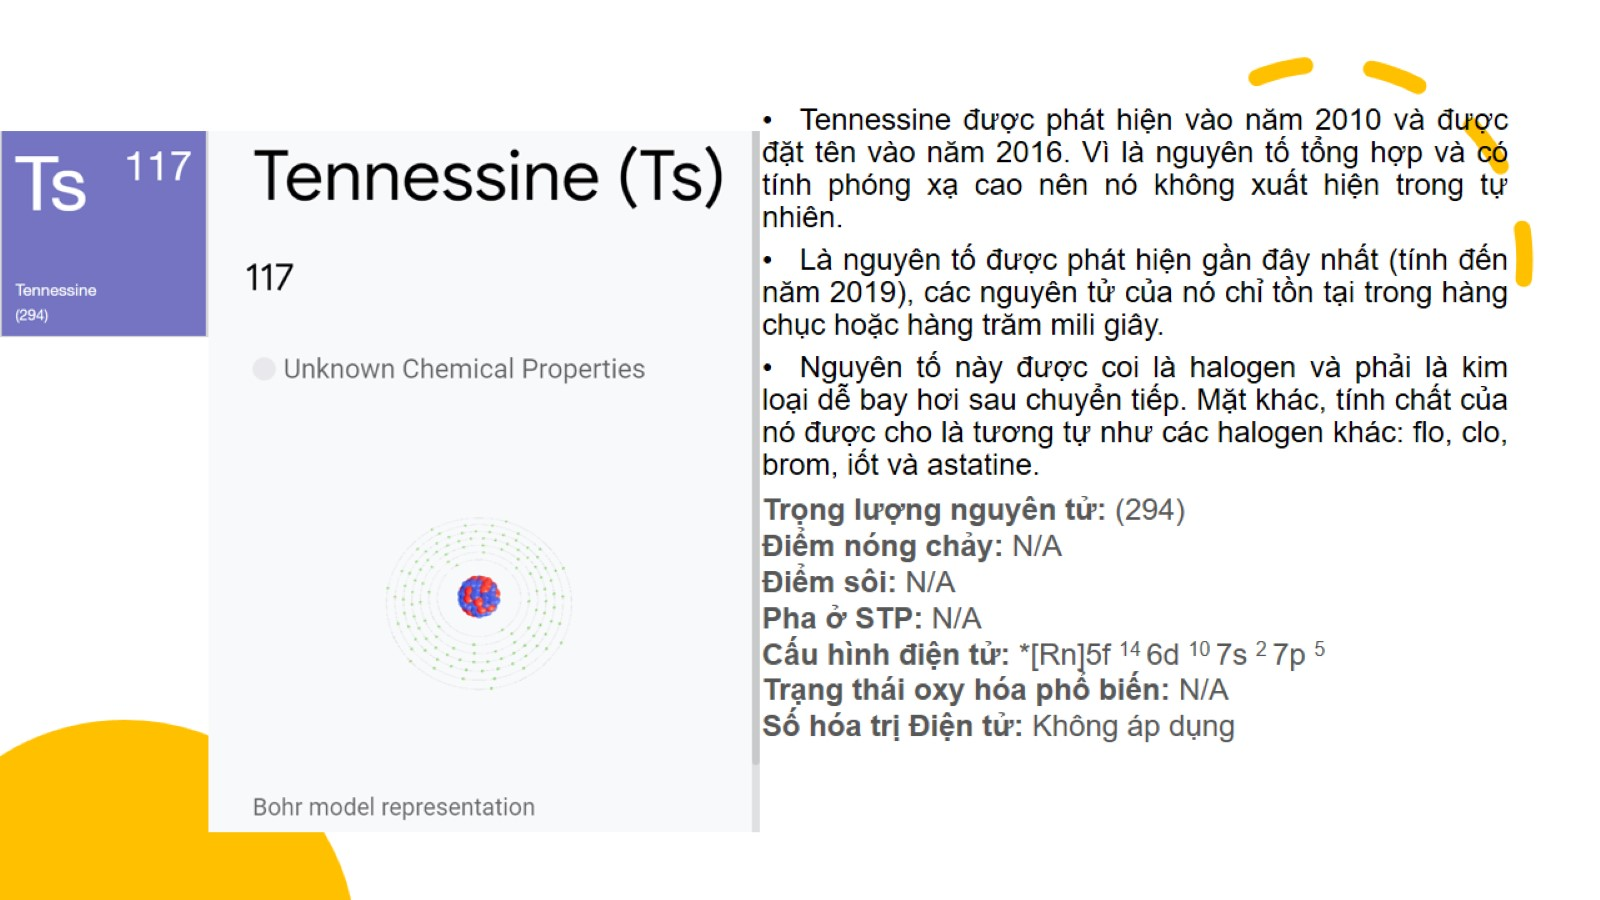 Ts 117
Tennessine
(294)
Tennessine (Ts)
117
Unknown Chemical Properties
Bohr model representation
• Tennessine được phát hiện vào năm 2010 và được
đặt tên vào năm 2016. Vì là nguyên tố tổng hợp và có
tính phóng xạ cao nên nó không xuất hiện trong tự
nhiên.
• Là nguyên tố được phát hiện gần đây nhất (tính đến
năm 2019), các nguyên tử của nó chỉ tồn tại trong hàng
chục hoặc hàng trăm mili giây.
• Nguyên tố này được coi là halogen và phải là kim
loại dễ bay hơi sau chuyển tiếp. Mặt khác, tính chất của
nó được cho là tương tự như các halogen khác: flo, clo,
brom, iốt và astatine.
Trọng lượng nguyên tử: (294)
Điểm nóng chảy: N/A
Điểm sôi: N/A
Pha ở STP: N/A
Cấu hình điện tử: *[Rn]5f 14 6d 10 7s 2 7p 5
Trạng thái oxy hóa phổ biến: N/A
Số hóa trị Điện tử: Không áp dụng